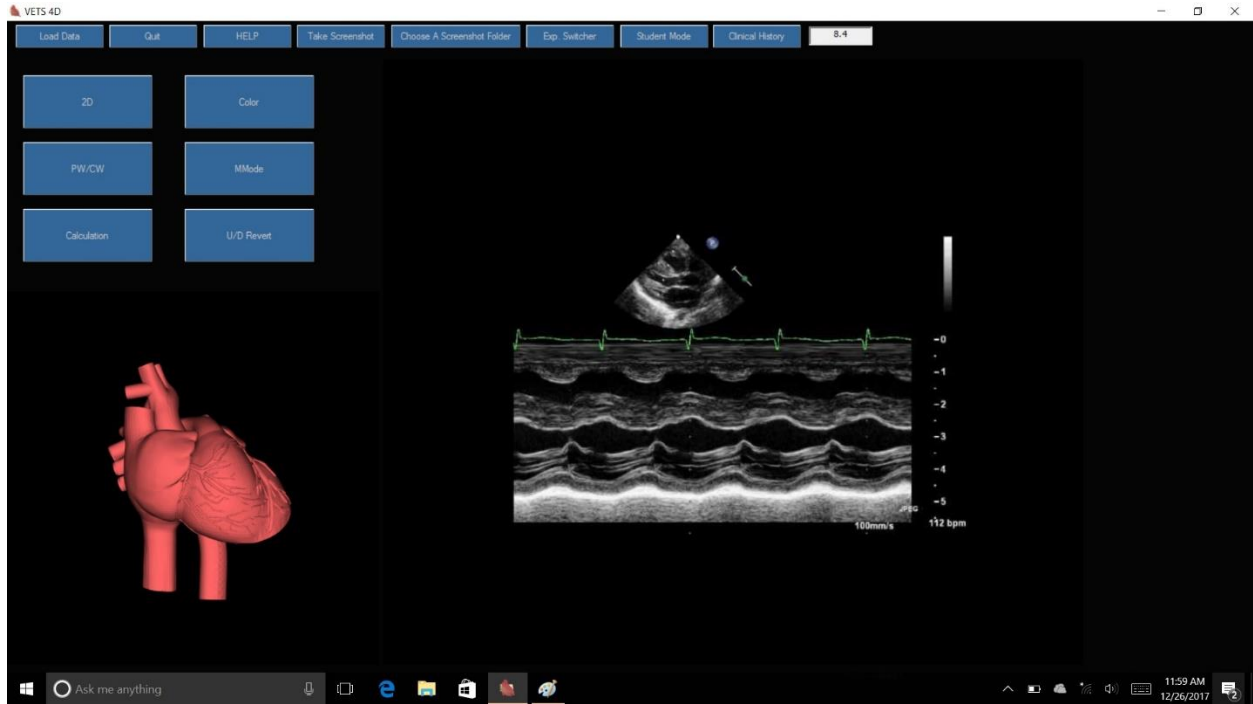 VETS 4D
Load Data Quit HELP Take Screenshot Choose A Screenshot Folder Exp. Switcher Student Mode Clinical History 8.4
2D Color
PW/CW MMode
Calculation U/D Revert
-0
-1
-2
-3
-4
-5
JPEG
100mm/s 112 bpm
Ask me anything
11:59 AM
12/26/2017
2